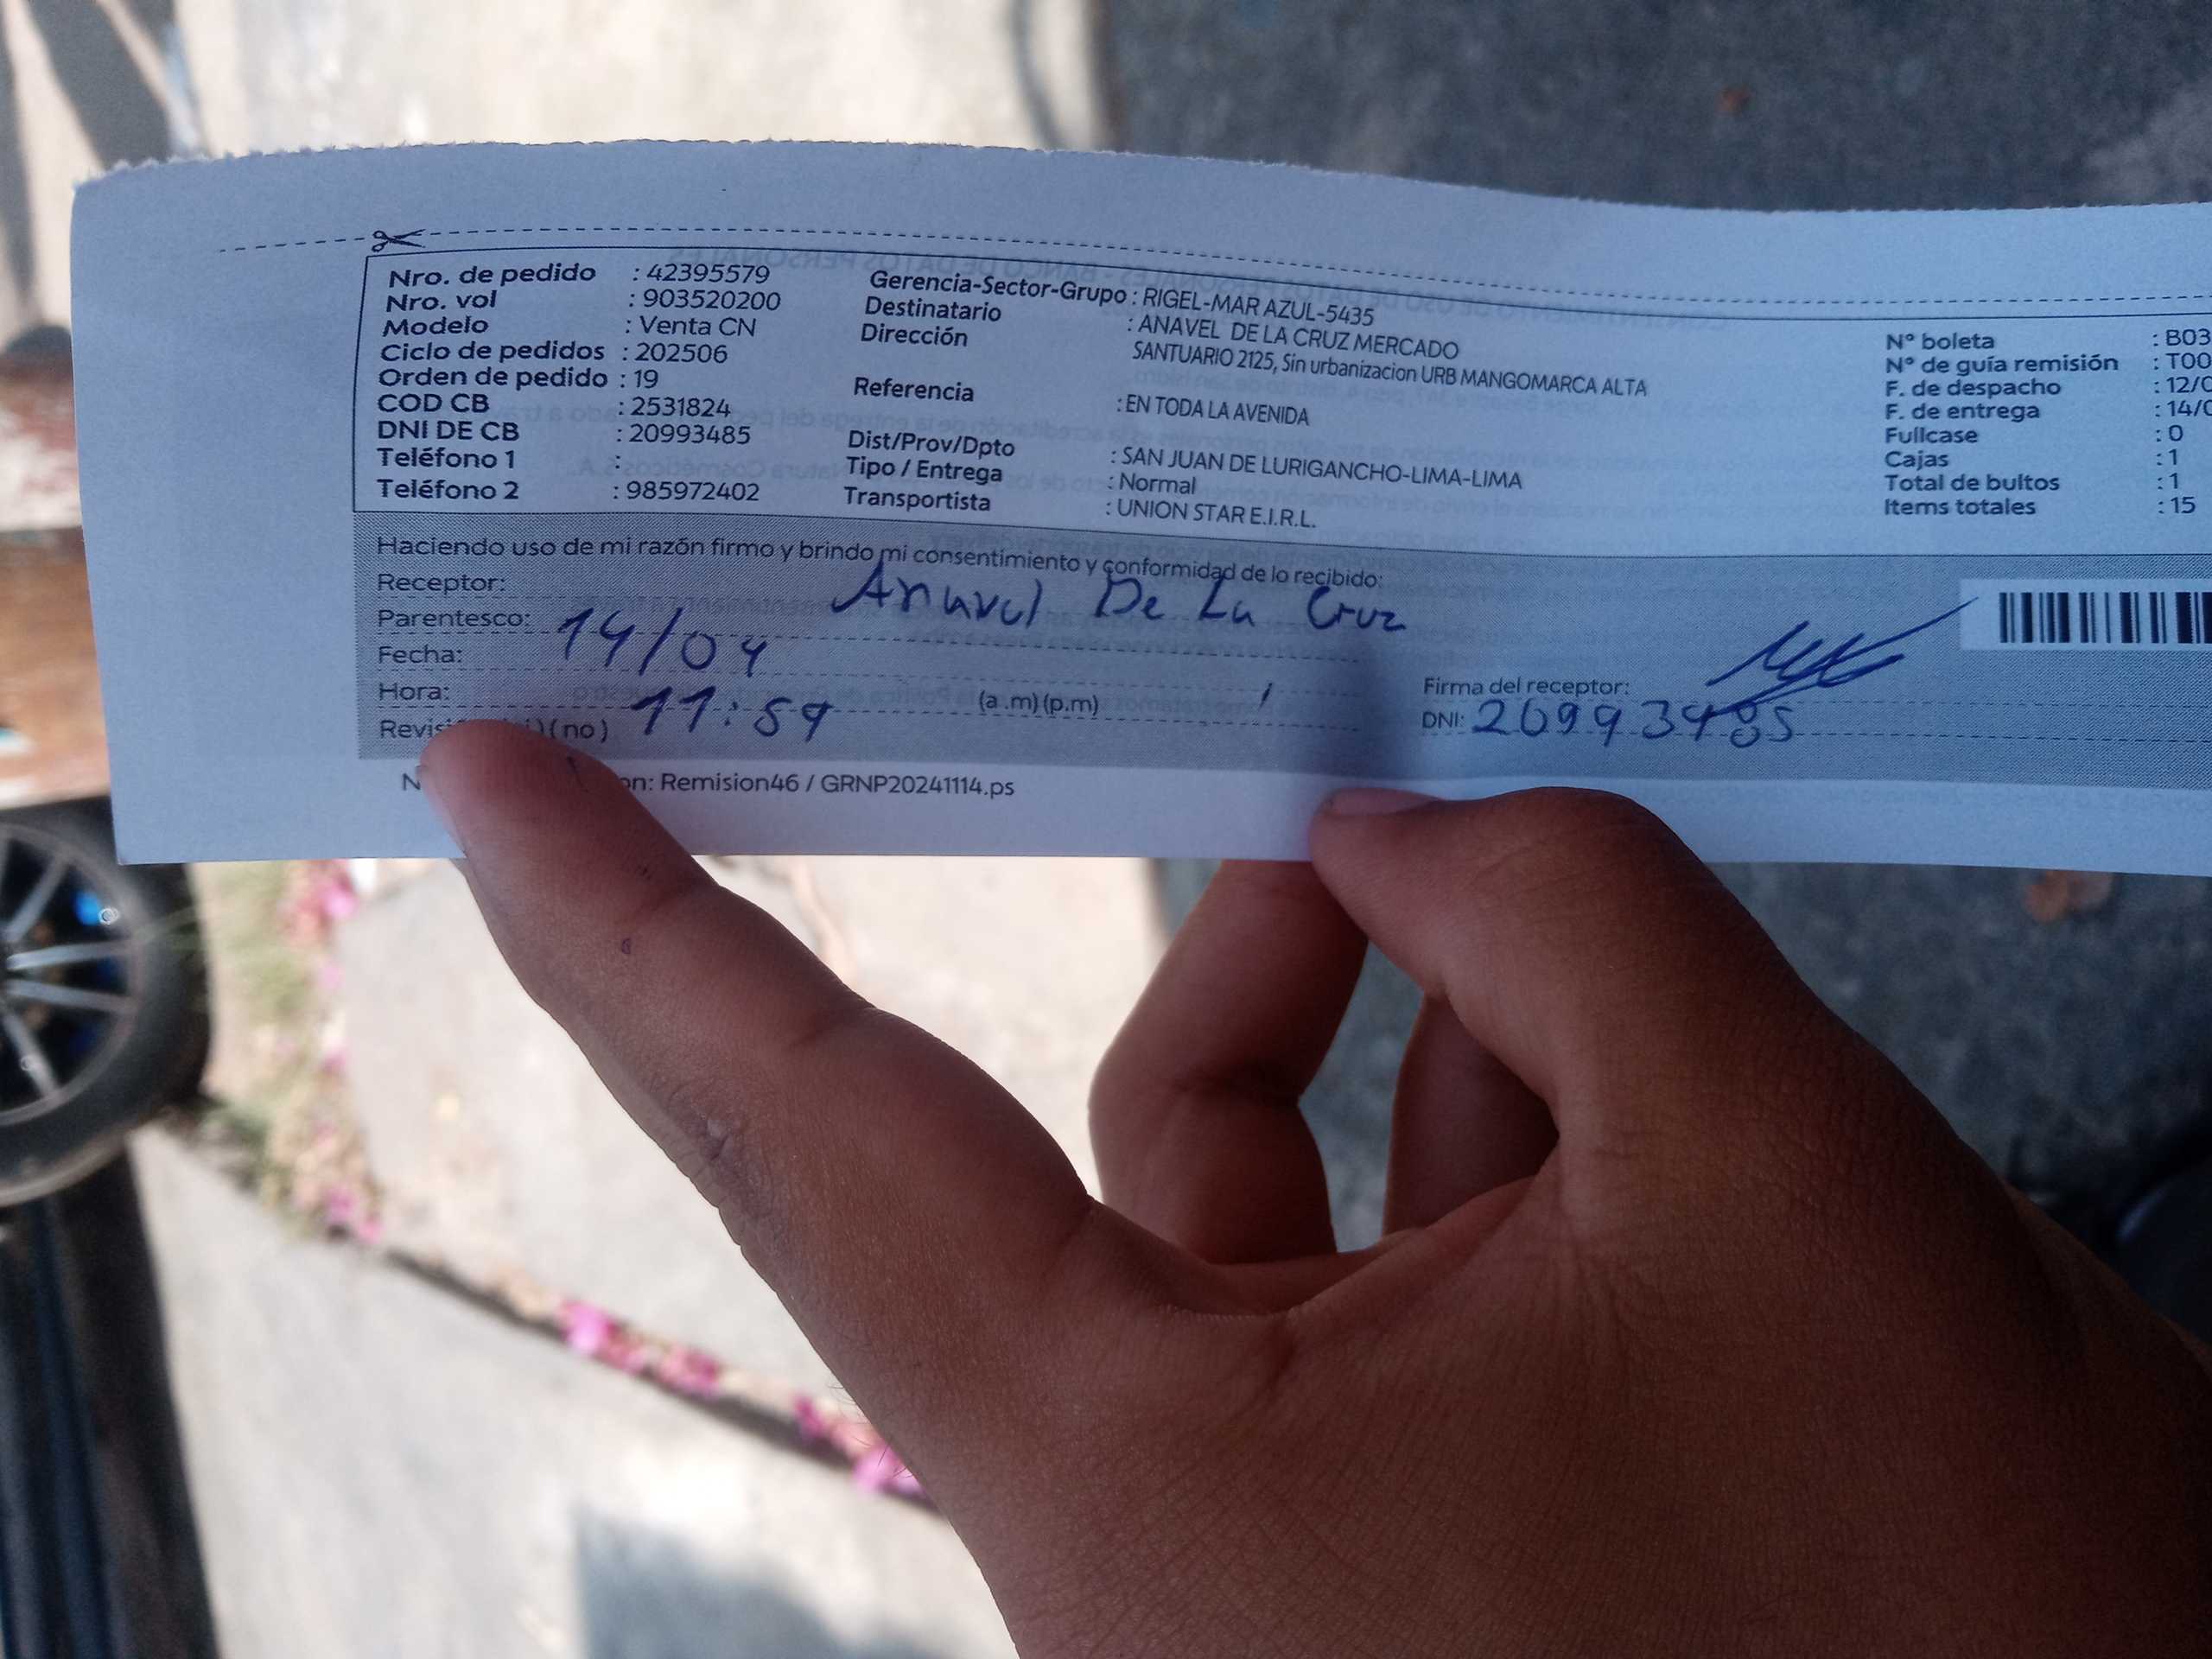 Nro. de pedido : 42395579
Nro. vol : 903520200
Modelo : Venta CN
Ciclo de pedidos : 202506
Orden de pedido : 19
COD CB : 2531824
DNI DE CB : 20993485
Teléfono 1 :
Teléfono 2 : 985972402
Gerencia-Sector-Grupo : RIGEL-MAR AZUL-5435
Destinatario : ANAVEL DE LA CRUZ MERCADO
Dirección SANTUARIO 2125, Sin urbanizacion URB MANGOMARCA ALTA
Referencia : EN TODA LA AVENIDA
Dist/Prov/Dpto : SAN JUAN DE LURIGANCHO-LIMA-LIMA
Tipo / Entrega : Normal
Transportista : UNION STAR E.I.R.L.
N° boleta : B03
N° de guía remisión : T00
F. de despacho : 12/0
F. de entrega : 14/0
Fullcase : 0
Cajas : 1
Total de bultos : 1
Items totales : 15
Haciendo uso de mi razón firmo y brindo mi consentimiento y conformidad de lo recibido:
Receptor: Anavel De La Cruz
Parentesco:
Fecha: 14/04
Hora: 11:59 (a.m) (p.m)
(no)
Firma del receptor:
DNI: 20993485
Remision46 / GRNP20241114.ps